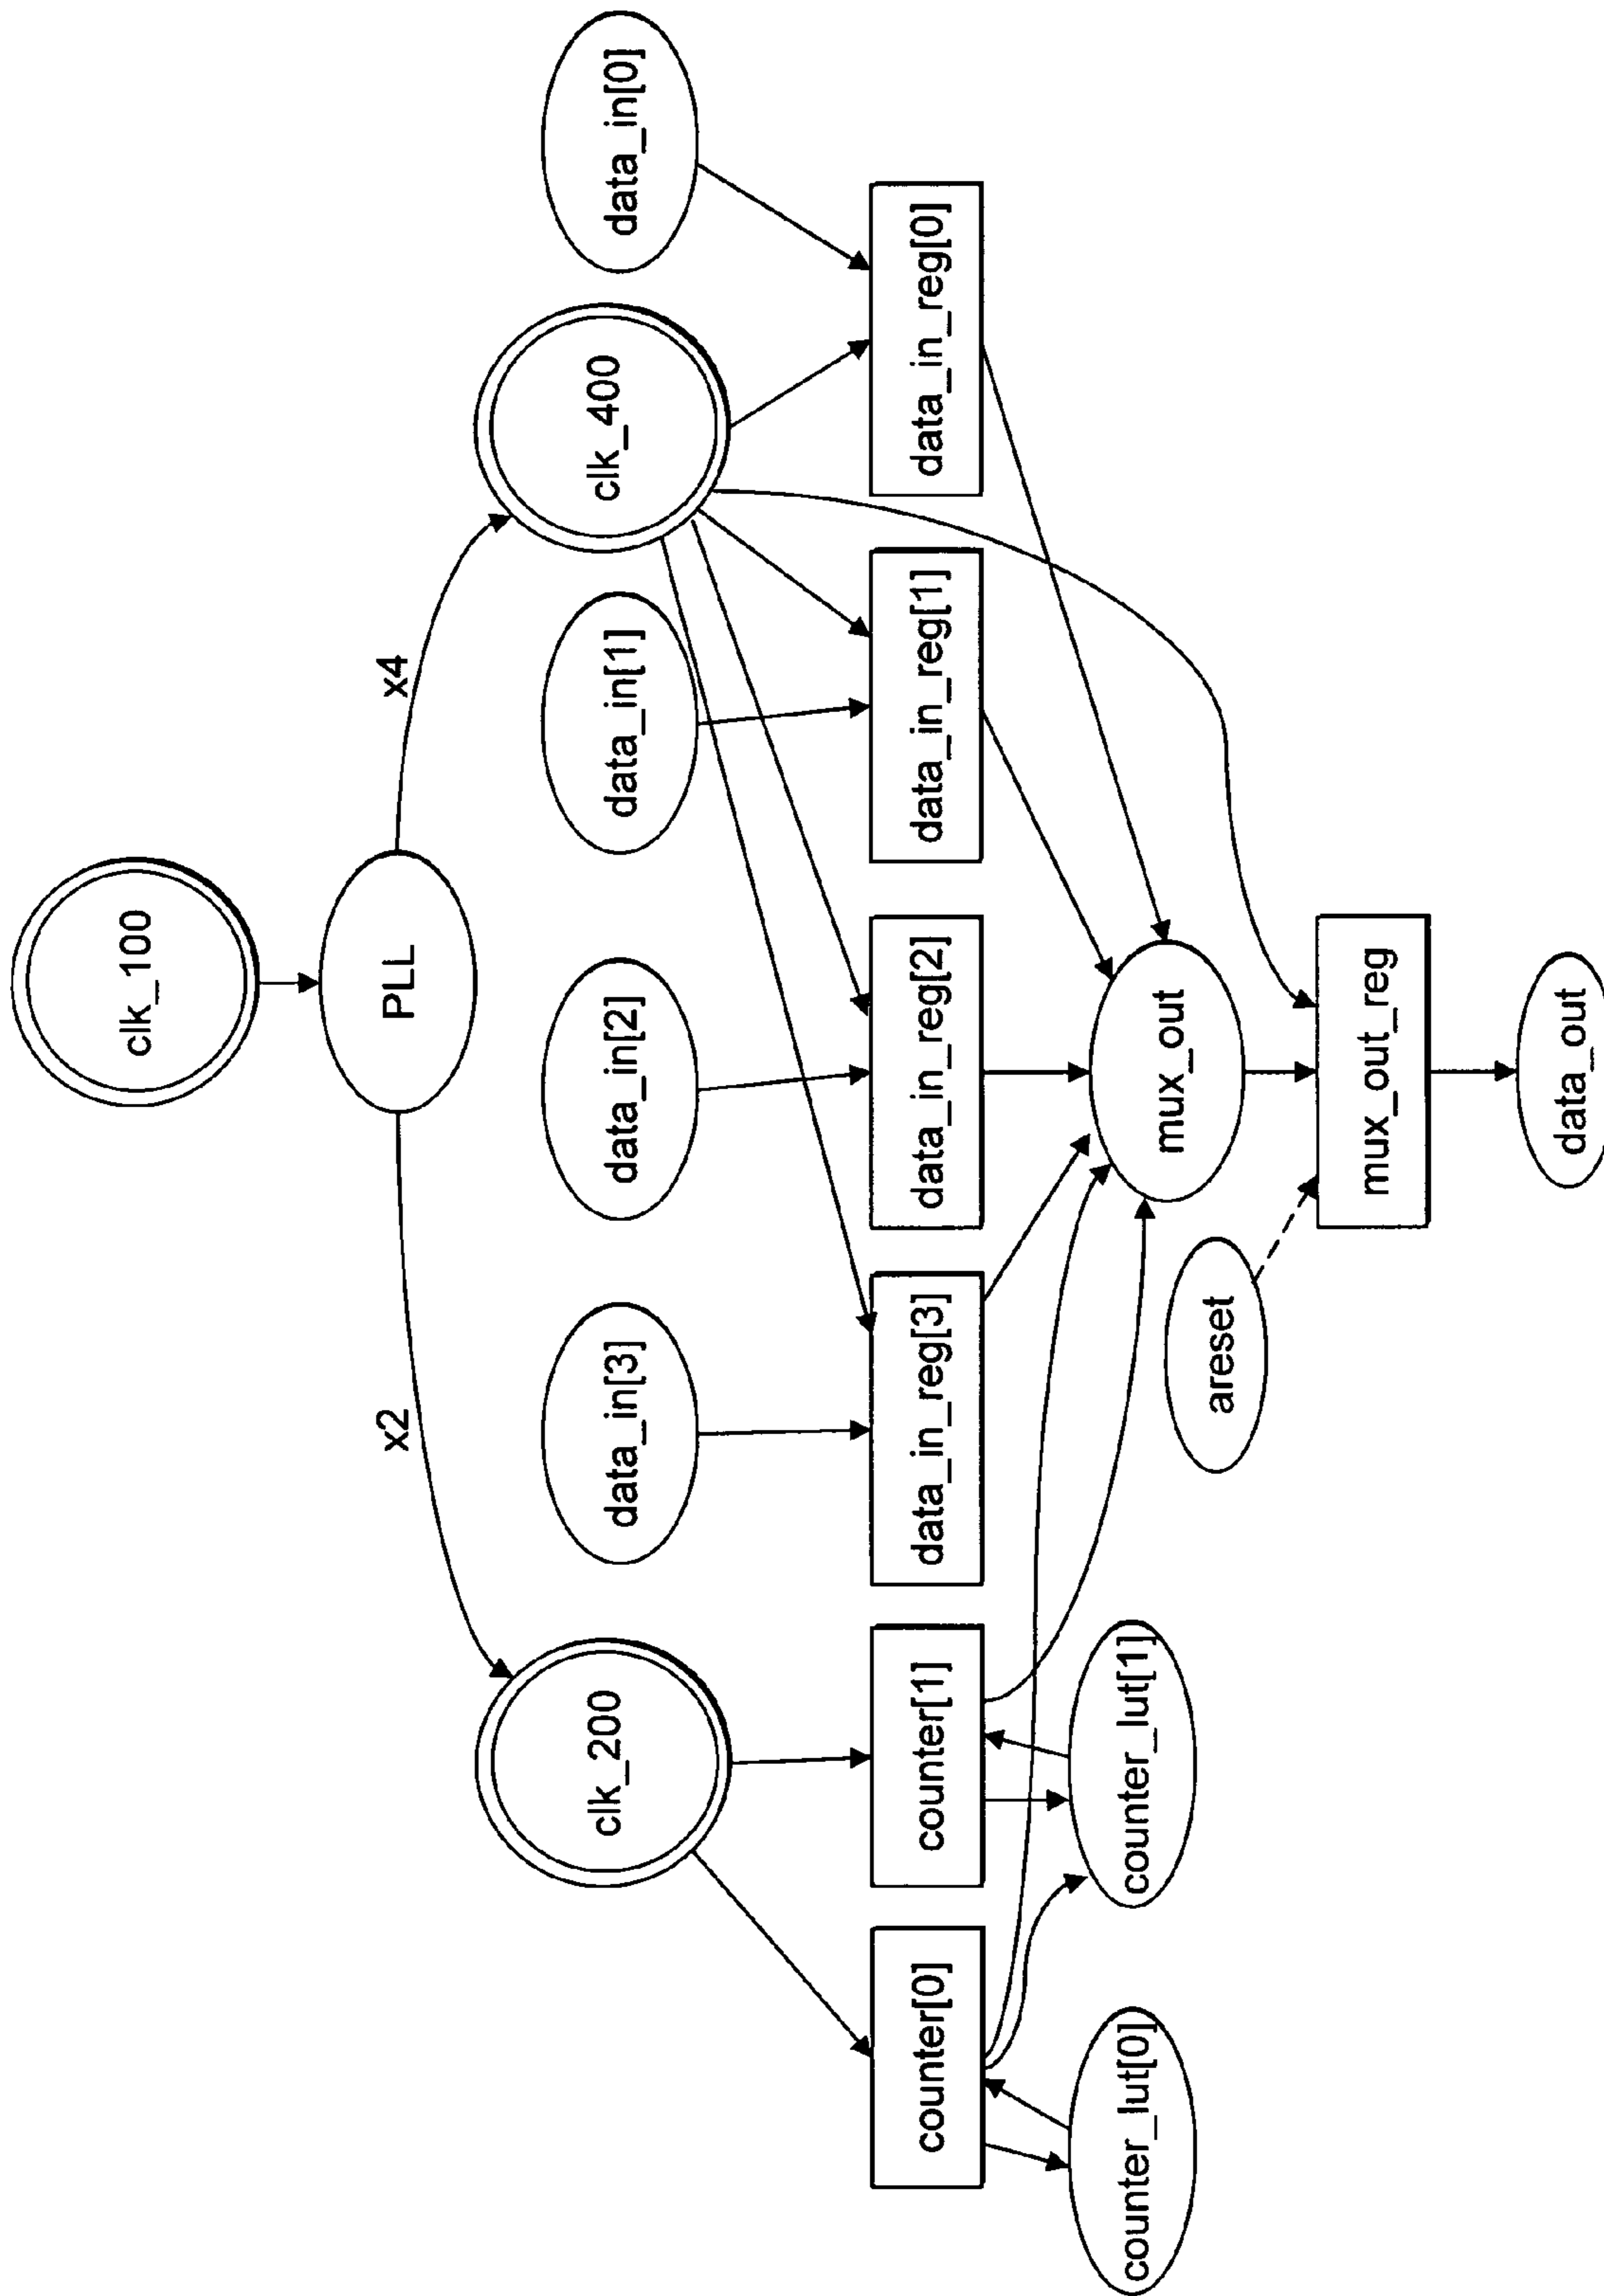 clk_100
PLL
x2
x4
clk_200
data_in[3]
data_in[2]
data_in[1]
clk_400
data_in[0]
counter[0]
counter[1]
data_in_reg[3]
data_in_reg[2]
data_in_reg[1]
data_in_reg[0]
counter_lut[0]
counter_lut[1]
mux_out
areset
mux_out_reg
data_out